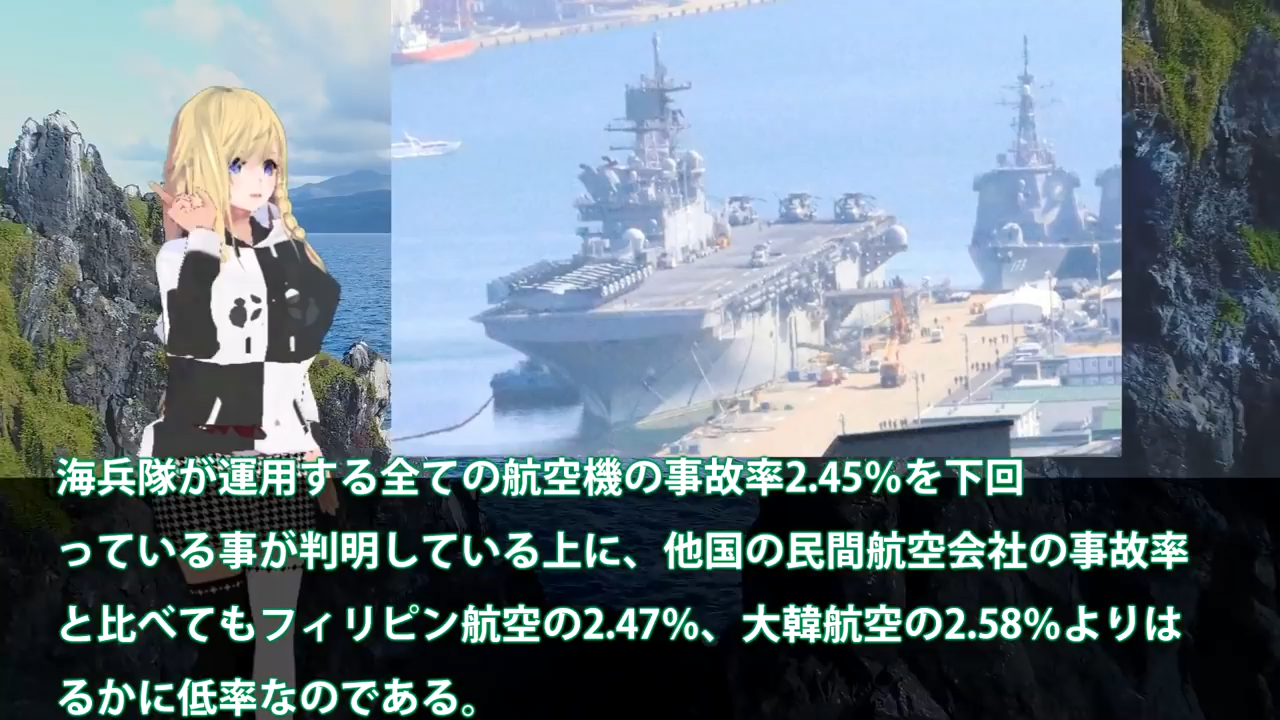 海兵隊が運用する全ての航空機の事故率2.45%を下回
っている事が判明している上に、他国の民間航空会社の事故率
と比べてもフィリピン航空の2.47%、大韓航空の2.58%よりは
るかに低率なのである。